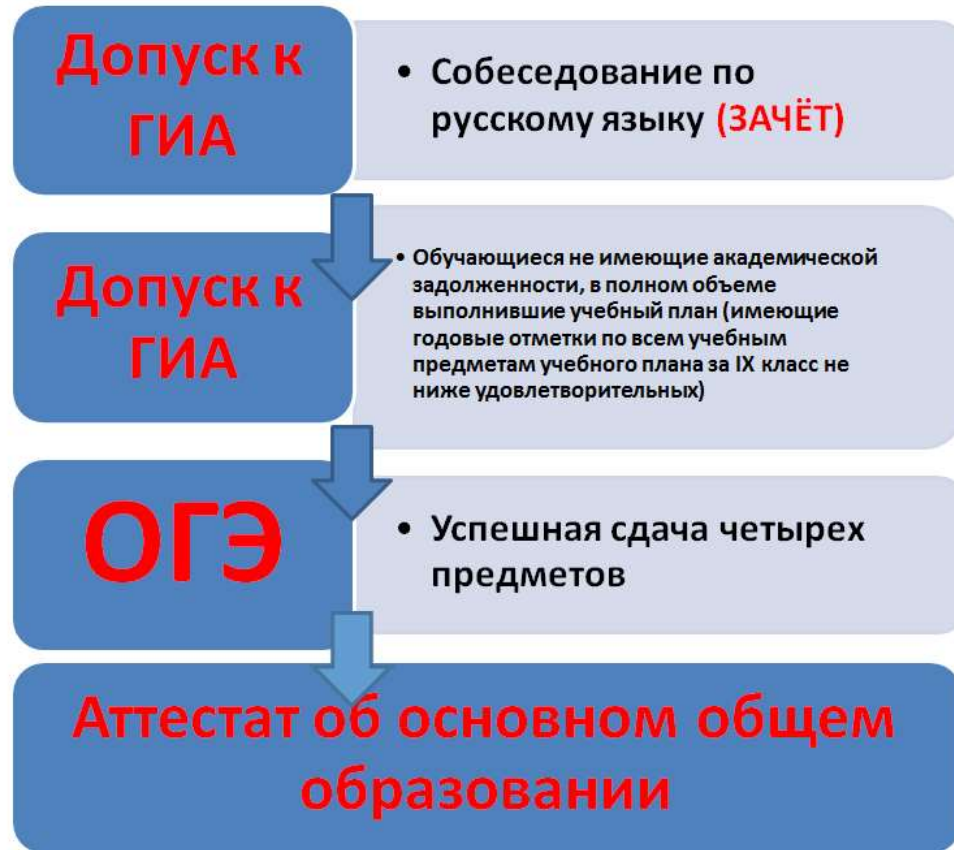 Допуск к
ГИА
• Собеседование по
русскому языку (ЗАЧЁТ)
Допуск к
ГИА
• Обучающиеся не имеющие академической
задолженности, в полном объеме
выполнившие учебный план (имеющие
годовые отметки по всем учебным
предметам учебного плана за IX класс не
ниже удовлетворительных)
ОГЭ
• Успешная сдача четырех
предметов
Аттестат об основном общем
образовании